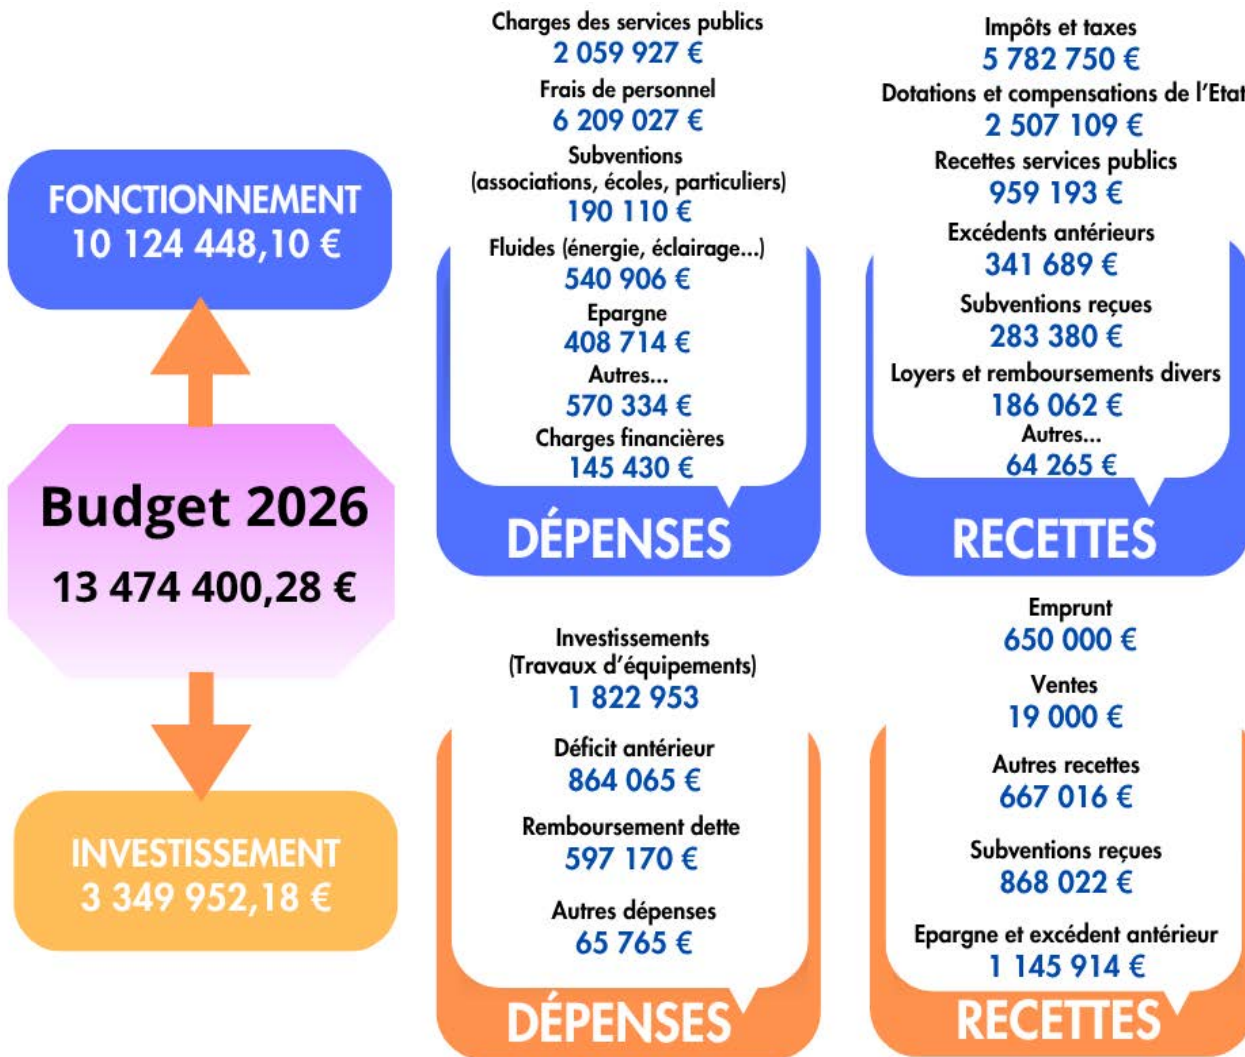 FONCTIONNEMENT
10 124 448,10 €
Budget 2026
13 474 400,28 €
INVESTISSEMENT
3 349 952,18 €
Charges des services publics
2 059 927 €
Frais de personnel
6 209 027 €
Subventions
(associations, écoles, particuliers)
190 110 €
Fluides (énergie, éclairage...)
540 906 €
Epargne
408 714 €
Autres...
570 334 €
Charges financières
145 430 €
DÉPENSES
Impôts et taxes
5 782 750 €
Dotations et compensations de l'Etat
2 507 109 €
Recettes services publics
959 193 €
Excédents antérieurs
341 689 €
Subventions reçues
283 380 €
Loyers et remboursements divers
186 062 €
Autres...
64 265 €
RECETTES
Investissements
(Travaux d'équipements)
1 822 953
Déficit antérieur
864 065 €
Remboursement dette
597 170 €
Autres dépenses
65 765 €
DÉPENSES
Emprunt
650 000 €
Ventes
19 000 €
Autres recettes
667 016 €
Subventions reçues
868 022 €
Epargne et excédent antérieur
1 145 914 €
RECETTES